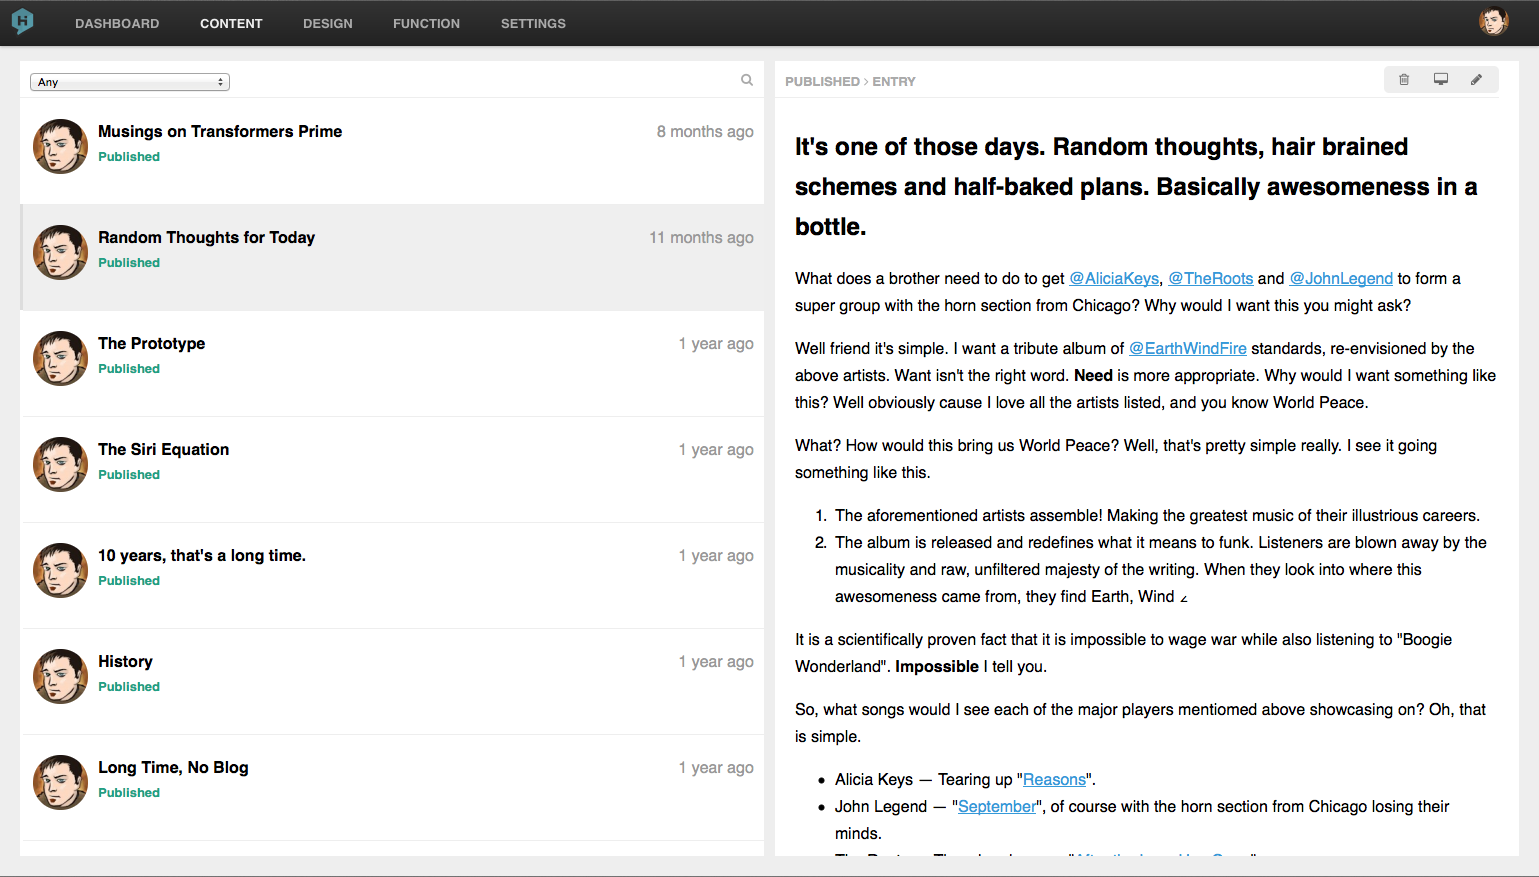 DASHBOARD CONTENT DESIGN FUNCTION SETTINGS
Any
Musings on Transformers Prime 8 months ago
Published
Random Thoughts for Today 11 months ago
Published
The Prototype 1 year ago
Published
The Siri Equation 1 year ago
Published
10 years, that's a long time. 1 year ago
Published
History 1 year ago
Published
Long Time, No Blog 1 year ago
Published
PUBLISHED > ENTRY
It's one of those days. Random thoughts, hair brained
schemes and half-baked plans. Basically awesomeness in a
bottle.
What does a brother need to do to get @AliciaKeys, @TheRoots and @JohnLegend to form a
super group with the horn section from Chicago? Why would I want this you might ask?
Well friend it's simple. I want a tribute album of @EarthWindFire standards, re-envisioned by the
above artists. Want isn't the right word. Need is more appropriate. Why would I want something like
this? Well obviously cause I love all the artists listed, and you know World Peace.
What? How would this bring us World Peace? Well, that's pretty simple really. I see it going
something like this.
1. The aforementioned artists assemble! Making the greatest music of their illustrious careers.
2. The album is released and redefines what it means to funk. Listeners are blown away by the
musicality and raw, unfiltered majesty of the writing. When they look into where this
awesomeness came from, they find Earth, Wind
It is a scientifically proven fact that it is impossible to wage war while also listening to "Boogie
Wonderland". Impossible I tell you.
So, what songs would I see each of the major players mentiomed above showcasing on? Oh, that
is simple.
• Alicia Keys — Tearing up "Reasons".
• John Legend — "September", of course with the horn section from Chicago losing their
minds.